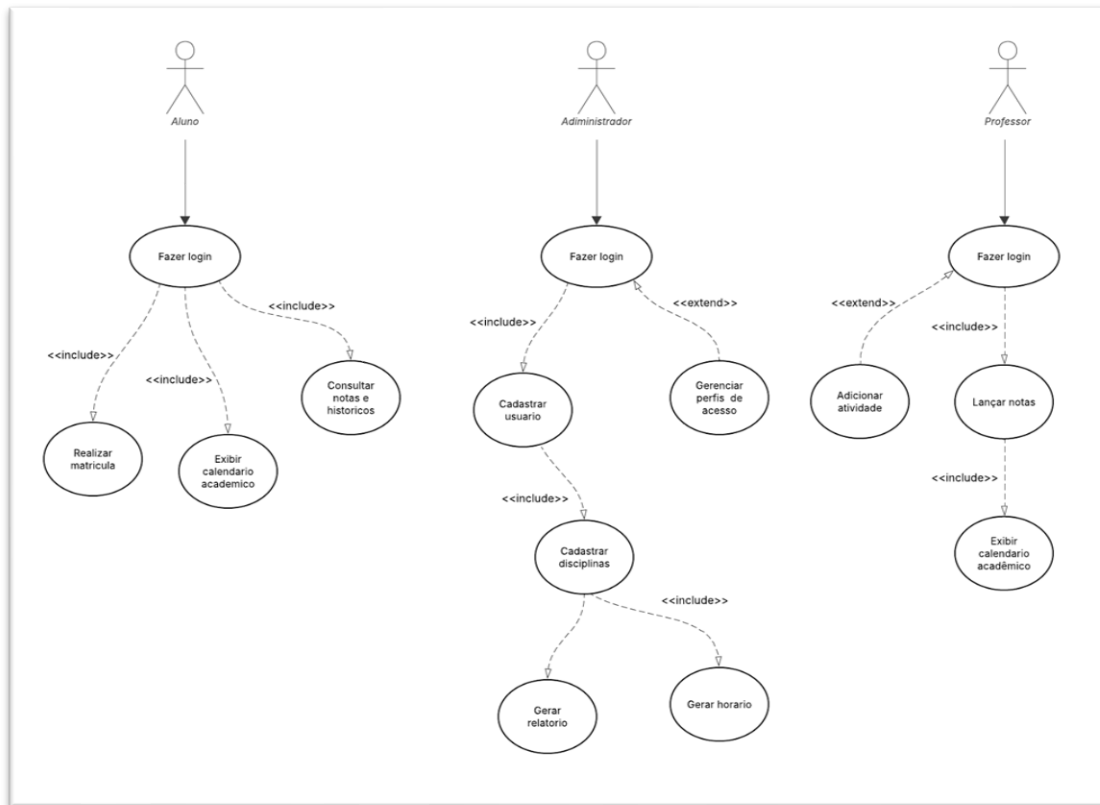 Aluno
Adiministrador
Professor
Fazer login
Fazer login
Fazer login
<<include>>
<<extend>>
<<extend>>
<<include>>
<<include>>
<<include>>
<<include>>
Consultar
notas e
historicos
Cadastrar
usuario
Gerenciar
perfis de
acesso
Adicionar
atividade
Lançar notas
Realizar
matricula
Exibir
calendario
academico
<<include>>
<<include>>
Cadastrar
disciplinas
Exibir
calendario
acadêmico
<<include>>
Gerar
relatorio
Gerar horario